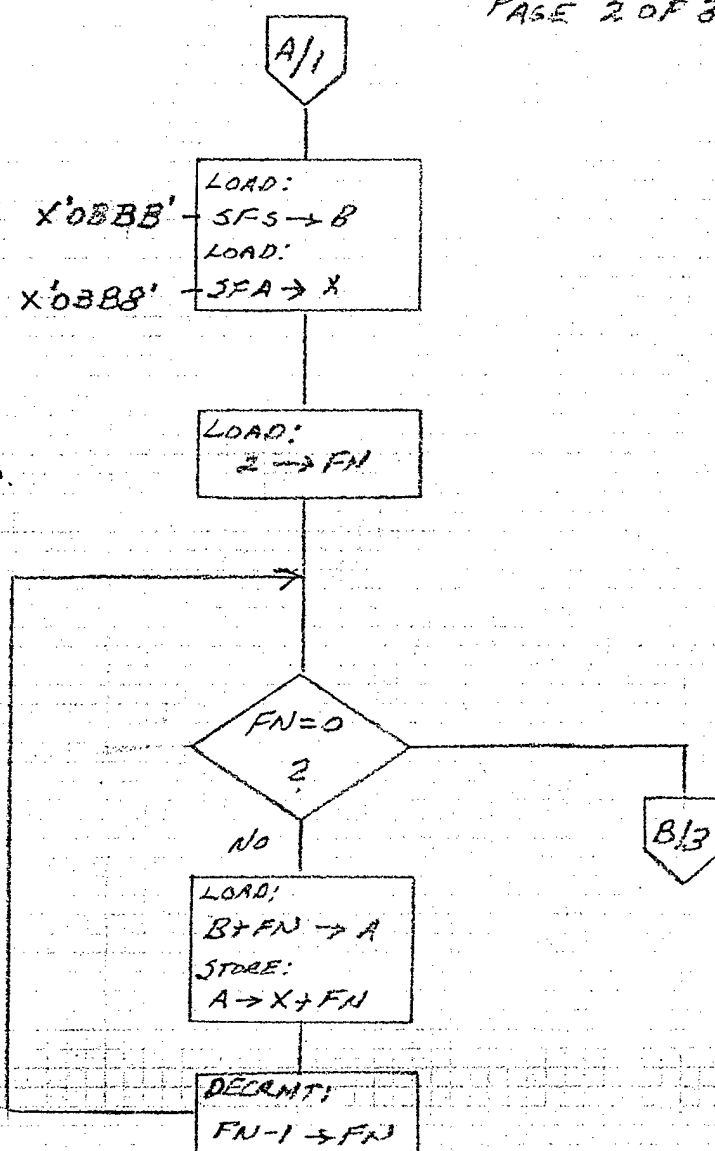 PAGE 2 OF 3
A/1
LOAD:
X'0BBB' SFS → B
LOAD:
X'0BB8' SFA → X
LOAD:
2 → FN
FN=0
?
NO
B/3
LOAD;
B+FN → A
STORE:
A → X+FN
DECRMT:
FN-1 → FN